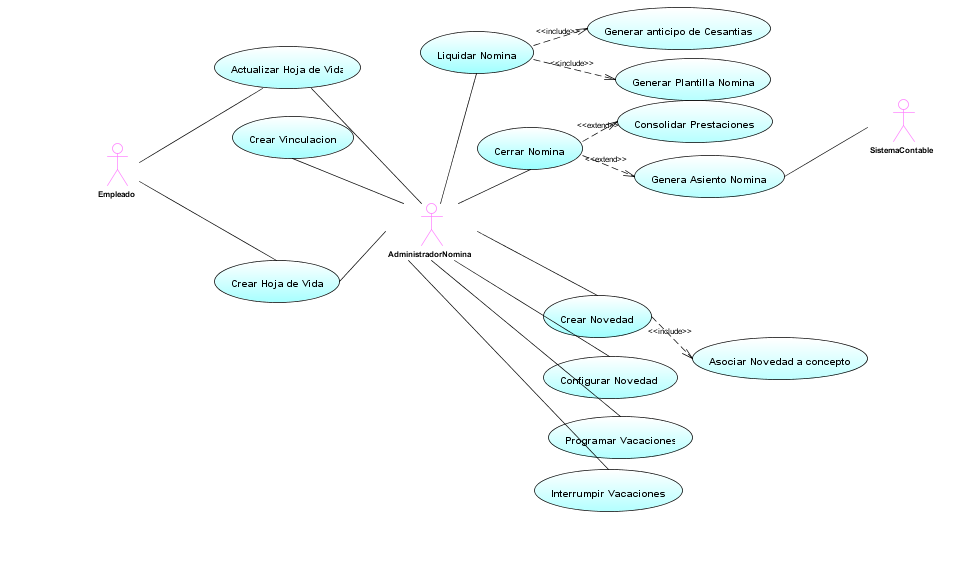 <<include>>
Generar anticipo de Cesantias
Liquidar Nomina
<<include>>
Actualizar Hoja de Vida
Generar Plantilla Nomina
<<extend>>
Consolidar Prestaciones
Crear Vinculacion
Cerrar Nomina
SistemaContable
<<extend>>
Genera Asiento Nomina
Empleado
AdministradorNomina
Crear Hoja de Vida
Crear Novedad
<<include>>
Asociar Novedad a concepto
Configurar Novedad
Programar Vacaciones
Interrumpir Vacaciones